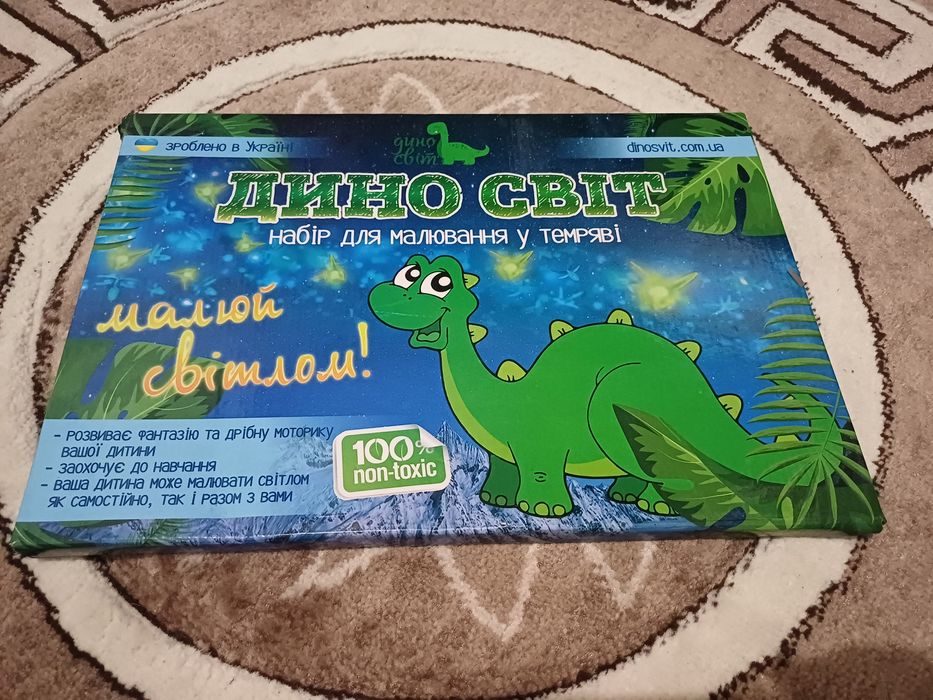 зроблено в Україні
дино
світ
dinosvit.com.ua
ДИНО СВІТ
набір для малювання у темряві
малюй
світлом!
- розвиває фантазію та дрібну моторику
вашої дитини
- заохочує до навчання
- ваша дитина може малювати світлом
як самостійно, так і разом з вами
100%
non-toxic